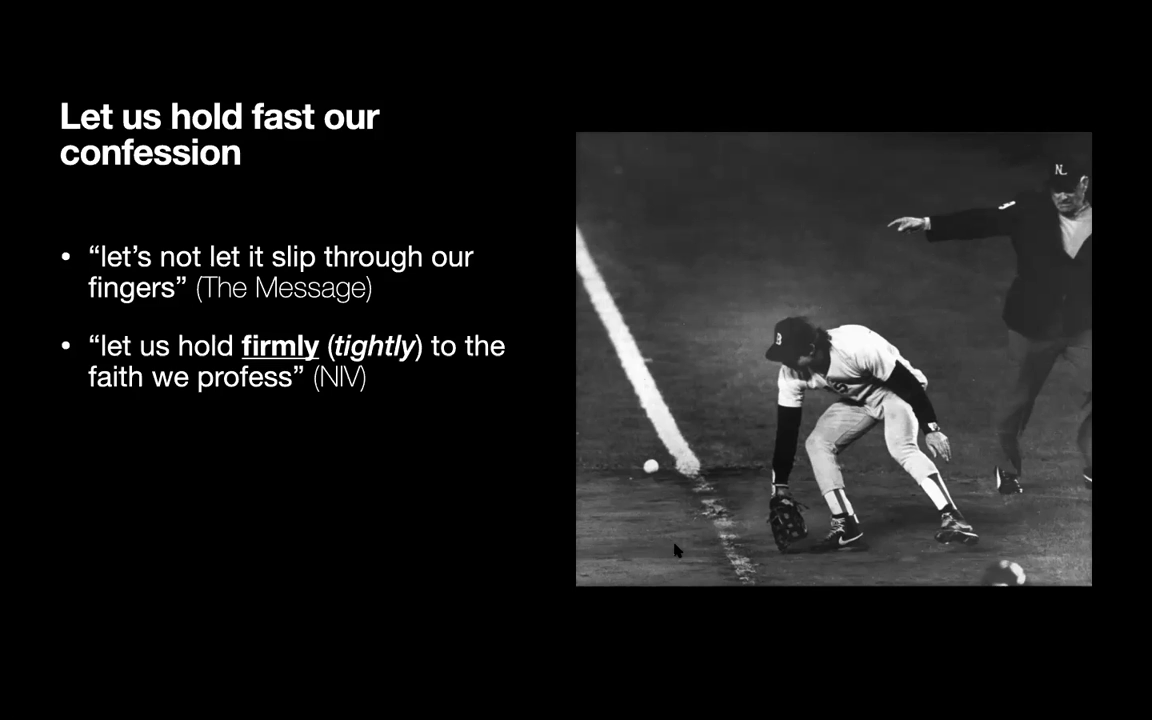 Let us hold fast our
confession
• “let’s not let it slip through our
fingers” (The Message)
• “let us hold firmly (tightly) to the
faith we profess” (NIV)
NL
B